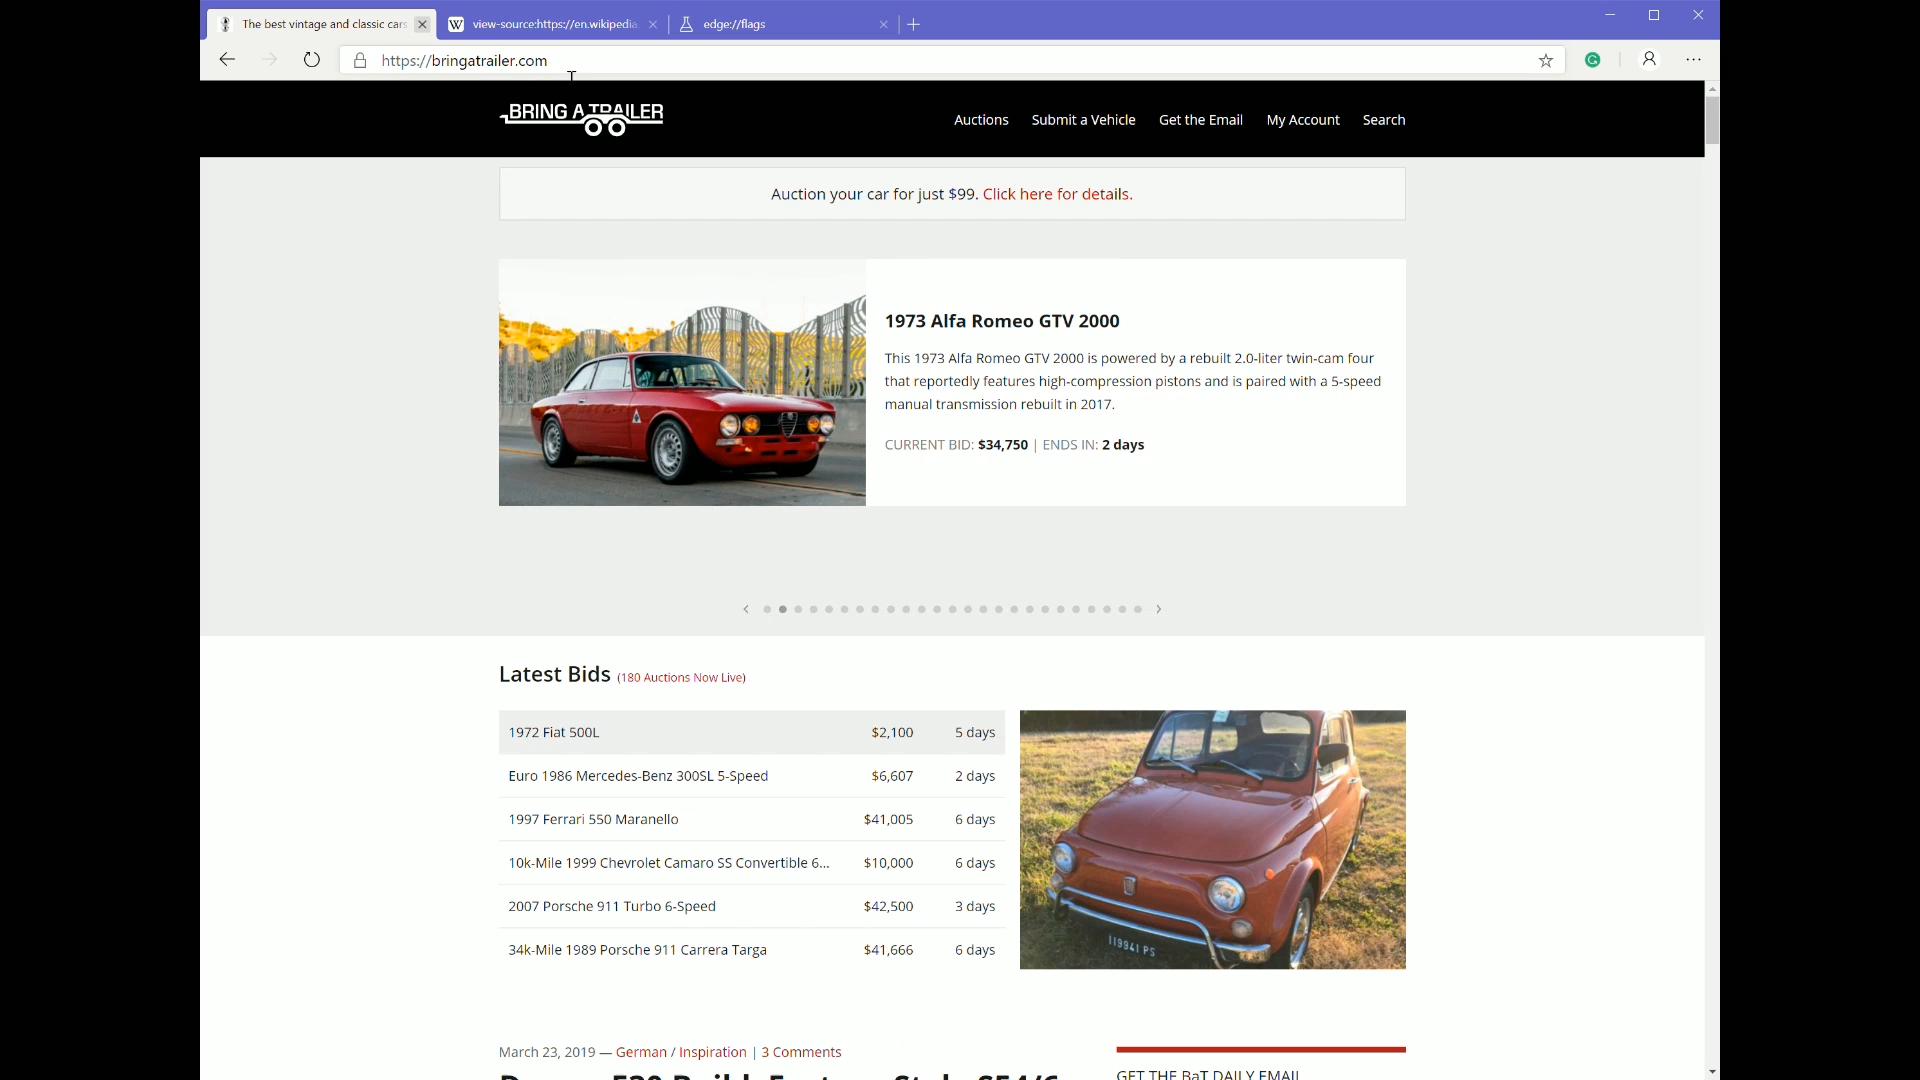 The best vintage and classic cars
view-source:https://en.wikipedia.
edge://flags
https://bringatrailer.com
BRING A TRAILER
Auctions Submit a Vehicle Get the Email My Account Search
Auction your car for just $99. Click here for details.
1973 Alfa Romeo GTV 2000
This 1973 Alfa Romeo GTV 2000 is powered by a rebuilt 2.0-liter twin-cam four
that reportedly features high-compression pistons and is paired with a 5-speed
manual transmission rebuilt in 2017.
CURRENT BID: $34,750 | ENDS IN: 2 days
Latest Bids (180 Auctions Now Live)
1972 Fiat 500L $2,100 5 days
Euro 1986 Mercedes-Benz 300SL 5-Speed $6,607 2 days
1997 Ferrari 550 Maranello $41,005 6 days
10k-Mile 1999 Chevrolet Camaro SS Convertible 6... $10,000 6 days
2007 Porsche 911 Turbo 6-Speed $42,500 3 days
34k-Mile 1989 Porsche 911 Carrera Targa $41,666 6 days
119941 PS
March 23, 2019 — German / Inspiration | 3 Comments
GET THE BaT DAILY EMAIL